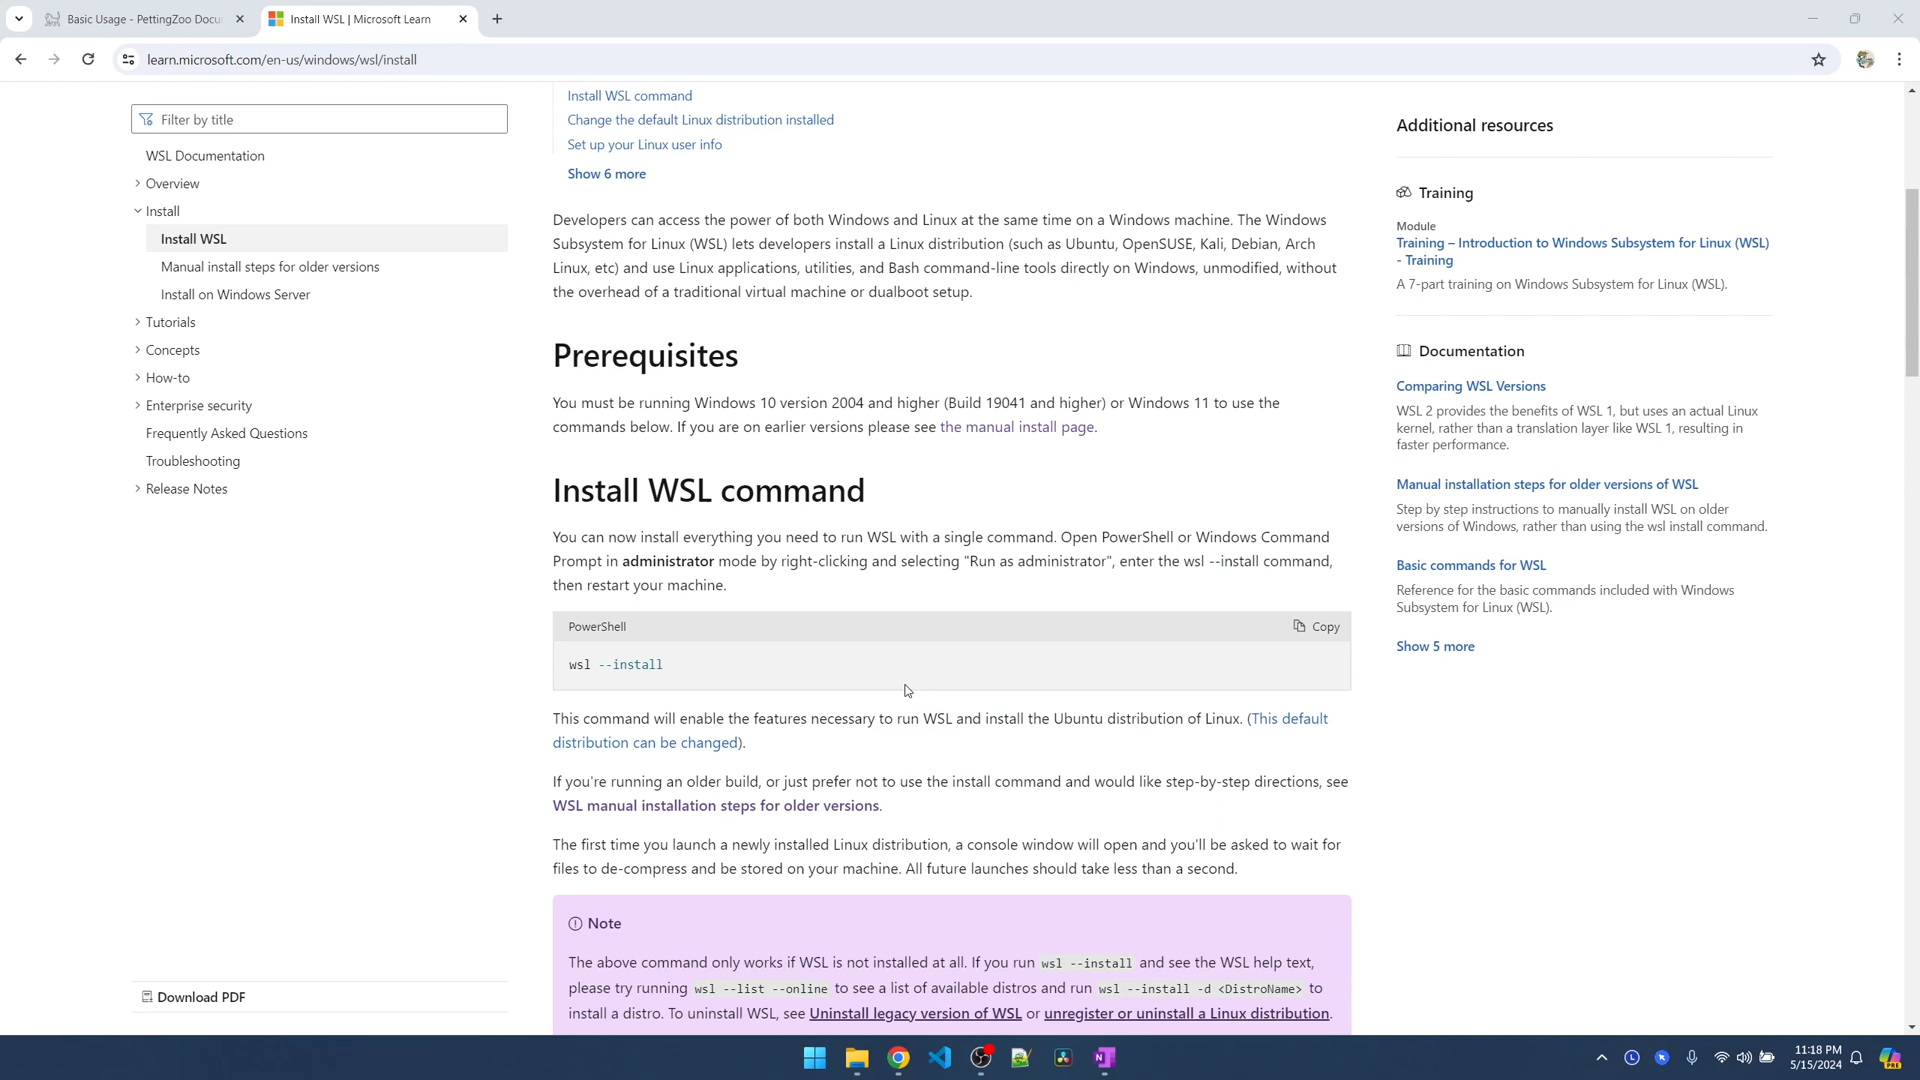 Basic Usage - PettingZoo Docu
Install WSL | Microsoft Learn
learn.microsoft.com/en-us/windows/wsl/install
Filter by title
WSL Documentation
Overview
Install
Install WSL
Manual install steps for older versions
Install on Windows Server
Tutorials
Concepts
How-to
Enterprise security
Frequently Asked Questions
Troubleshooting
Release Notes
Download PDF
Install WSL command
Change the default Linux distribution installed
Set up your Linux user info
Show 6 more
Developers can access the power of both Windows and Linux at the same time on a Windows machine. The Windows
Subsystem for Linux (WSL) lets developers install a Linux distribution (such as Ubuntu, OpenSUSE, Kali, Debian, Arch
Linux, etc) and use Linux applications, utilities, and Bash command-line tools directly on Windows, unmodified, without
the overhead of a traditional virtual machine or dualboot setup.
Prerequisites
You must be running Windows 10 version 2004 and higher (Build 19041 and higher) or Windows 11 to use the
commands below. If you are on earlier versions please see the manual install page.
Install WSL command
You can now install everything you need to run WSL with a single command. Open PowerShell or Windows Command
Prompt in administrator mode by right-clicking and selecting "Run as administrator", enter the wsl --install command,
then restart your machine.
PowerShell
Copy
wsl --install
This command will enable the features necessary to run WSL and install the Ubuntu distribution of Linux. (This default
distribution can be changed).
If you're running an older build, or just prefer not to use the install command and would like step-by-step directions, see
WSL manual installation steps for older versions.
The first time you launch a newly installed Linux distribution, a console window will open and you'll be asked to wait for
files to de-compress and be stored on your machine. All future launches should take less than a second.
Note
The above command only works if WSL is not installed at all. If you run wsl --install and see the WSL help text,
please try running wsl --list --online to see a list of available distros and run wsl --install -d <DistroName> to
install a distro. To uninstall WSL, see Uninstall legacy version of WSL or unregister or uninstall a Linux distribution.
Additional resources
Training
Module
Training – Introduction to Windows Subsystem for Linux (WSL)
- Training
A 7-part training on Windows Subsystem for Linux (WSL).
Documentation
Comparing WSL Versions
WSL 2 provides the benefits of WSL 1, but uses an actual Linux
kernel, rather than a translation layer like WSL 1, resulting in
faster performance.
Manual installation steps for older versions of WSL
Step by step instructions to manually install WSL on older
versions of Windows, rather than using the wsl install command.
Basic commands for WSL
Reference for the basic commands included with Windows
Subsystem for Linux (WSL).
Show 5 more
11:18 PM
5/15/2024